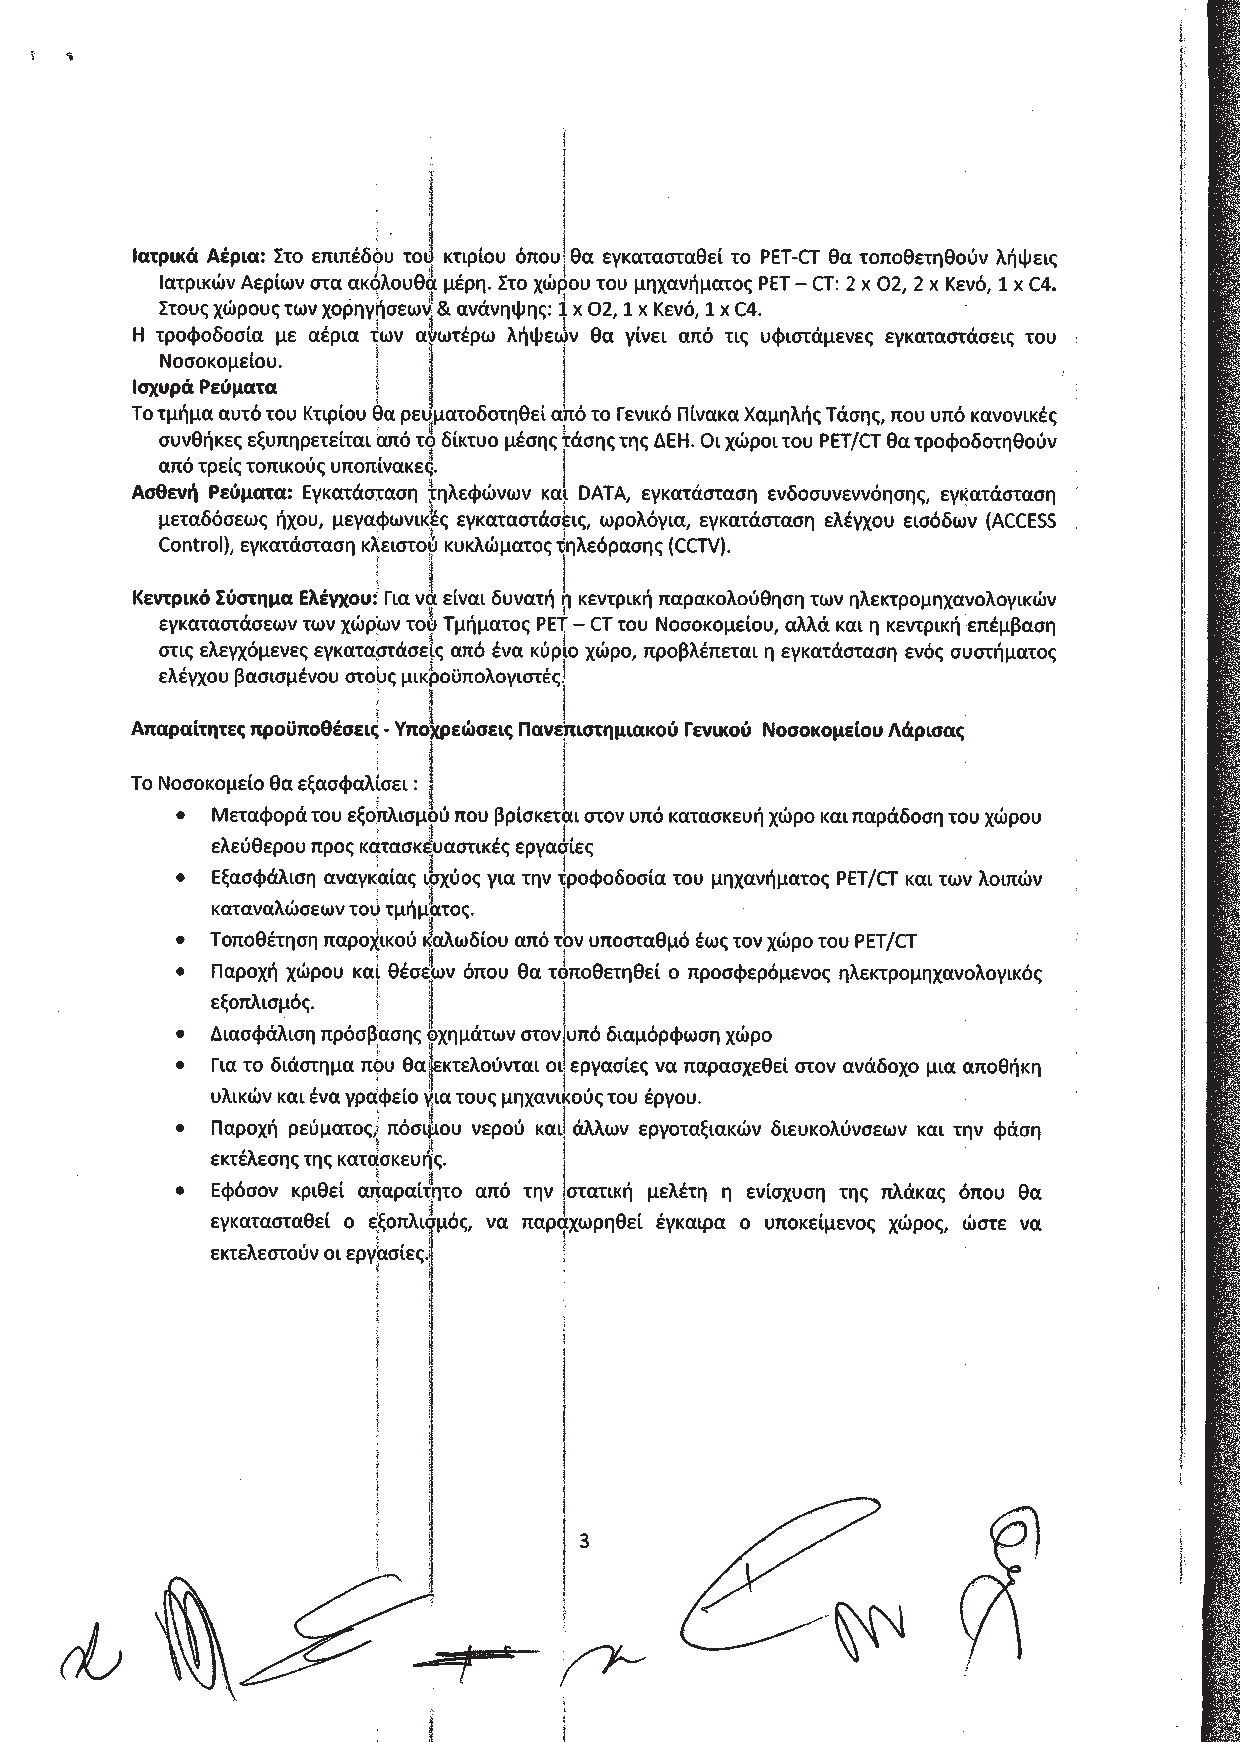 Ιατρικά Αέρια: Στο επιπέδου του κτιρίου όπου θα εγκατασταθεί το PET-CT θα τοποθετηθούν λήψεις
Ιατρικών Αερίων στα ακόλουθα μέρη. Στο χώρου του μηχανήματος PET – CT: 2 x O2, 2 x Κενό, 1 x C4.
Στους χώρους των χορηγήσεων & ανάνηψης: 1 x O2, 1 x Κενό, 1 x C4.
Η τροφοδοσία με αέρια των ανωτέρω λήψεων θα γίνει από τις υφιστάμενες εγκαταστάσεις του
Νοσοκομείου.
Ισχυρά Ρεύματα
Το τμήμα αυτό του Κτιρίου θα ρευματοδοτηθεί από το Γενικό Πίνακα Χαμηλής Τάσης, που υπό κανονικές
συνθήκες εξυπηρετείται από το δίκτυο μέσης τάσης της ΔΕΗ. Οι χώροι του PET/CT θα τροφοδοτηθούν
από τρείς τοπικούς υποπίνακες.
Ασθενή Ρεύματα: Εγκατάσταση τηλεφώνων και DATA, εγκατάσταση ενδοσυνεννόησης, εγκατάσταση
μεταδόσεως ήχου, μεγαφωνικές εγκαταστάσεις, ωρολόγια, εγκατάσταση ελέγχου εισόδων (ACCESS
Control), εγκατάσταση κλειστού κυκλώματος τηλεόρασης (CCTV).
Κεντρικό Σύστημα Ελέγχου: Για να είναι δυνατή η κεντρική παρακολούθηση των ηλεκτρομηχανολογικών
εγκαταστάσεων των χώρων του Τμήματος PET – CT του Νοσοκομείου, αλλά και η κεντρική επέμβαση
στις ελεγχόμενες εγκαταστάσεις από ένα κύριο χώρο, προβλέπεται η εγκατάσταση ενός συστήματος
ελέγχου βασισμένου στους μικροϋπολογιστές.
Απαραίτητες προϋποθέσεις - Υποχρεώσεις Πανεπιστημιακού Γενικού Νοσοκομείου Λάρισας
Το Νοσοκομείο θα εξασφαλίσει :
• Μεταφορά του εξοπλισμού που βρίσκεται στον υπό κατασκευή χώρο και παράδοση του χώρου
ελεύθερου προς κατασκευαστικές εργασίες
• Εξασφάλιση αναγκαίας ισχύος για την τροφοδοσία του μηχανήματος PET/CT και των λοιπών
καταναλώσεων του τμήματος.
• Τοποθέτηση παροχικού καλωδίου από τον υποσταθμό έως τον χώρο του PET/CT
• Παροχή χώρου και θέσεων όπου θα τοποθετηθεί ο προσφερόμενος ηλεκτρομηχανολογικός
εξοπλισμός.
• Διασφάλιση πρόσβασης οχημάτων στον υπό διαμόρφωση χώρο
• Για το διάστημα που θα εκτελούνται οι εργασίες να παρασχεθεί στον ανάδοχο μια αποθήκη
υλικών και ένα γραφείο για τους μηχανικούς του έργου.
• Παροχή ρεύματος, πόσιμου νερού και άλλων εργοταξιακών διευκολύνσεων και την φάση
εκτέλεσης της κατασκευής.
• Εφόσον κριθεί απαραίτητο από την στατική μελέτη η ενίσχυση της πλάκας όπου θα
εγκατασταθεί ο εξοπλισμός, να παραχωρηθεί έγκαιρα ο υποκείμενος χώρος, ώστε να
εκτελεστούν οι εργασίες.
3